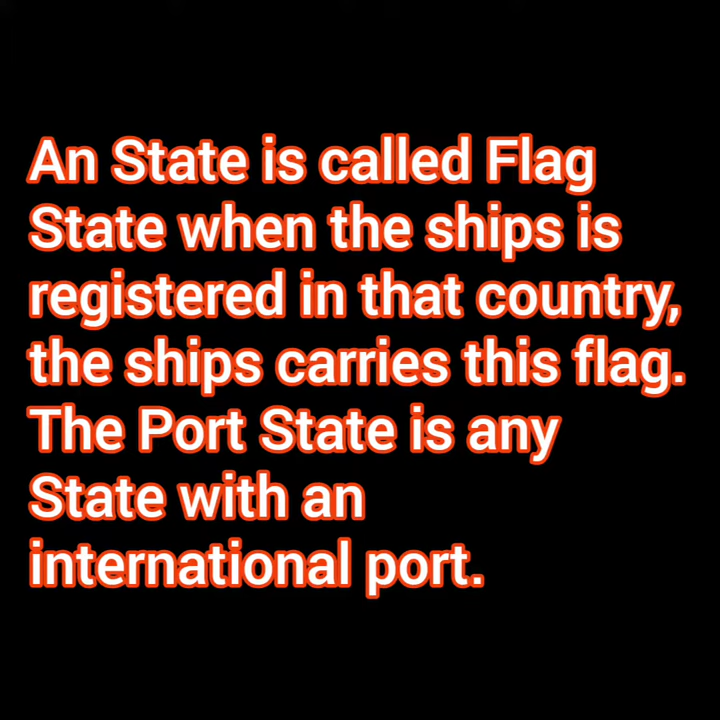 An State is called Flag
State when the ships is
registered in that country,
the ships carries this flag.
The Port State is any
State with an
international port.